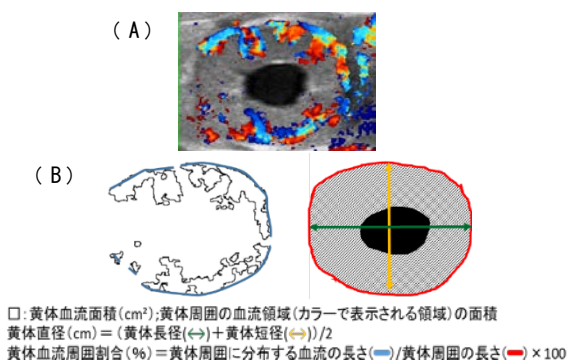 (A)
(B)
□:黄体血流面積(cm²);黄体周囲の血流領域(カラーで表示される領域)の面積
黄体直径(cm)=(黄体長径(↔)+黄体短径(↔))/2
黄体血流周囲割合(%)=黄体周囲に分布する血流の長さ(━)/黄体周囲の長さ(━)×100